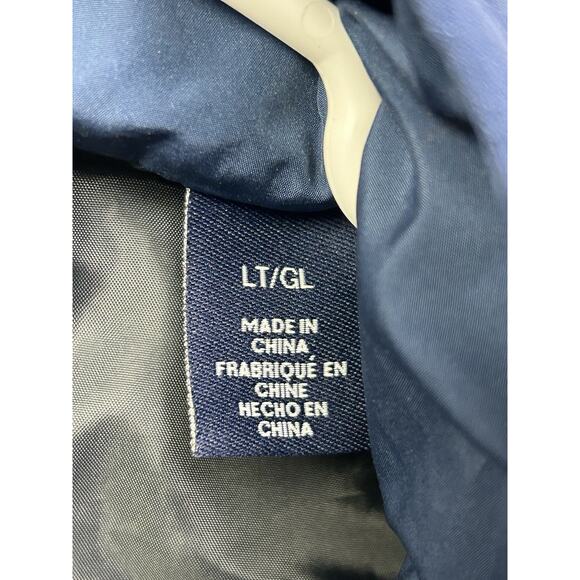 LT/GL
MADE IN
CHINA
FRABRIQUÉ EN
CHINE
HECHO EN
CHINA